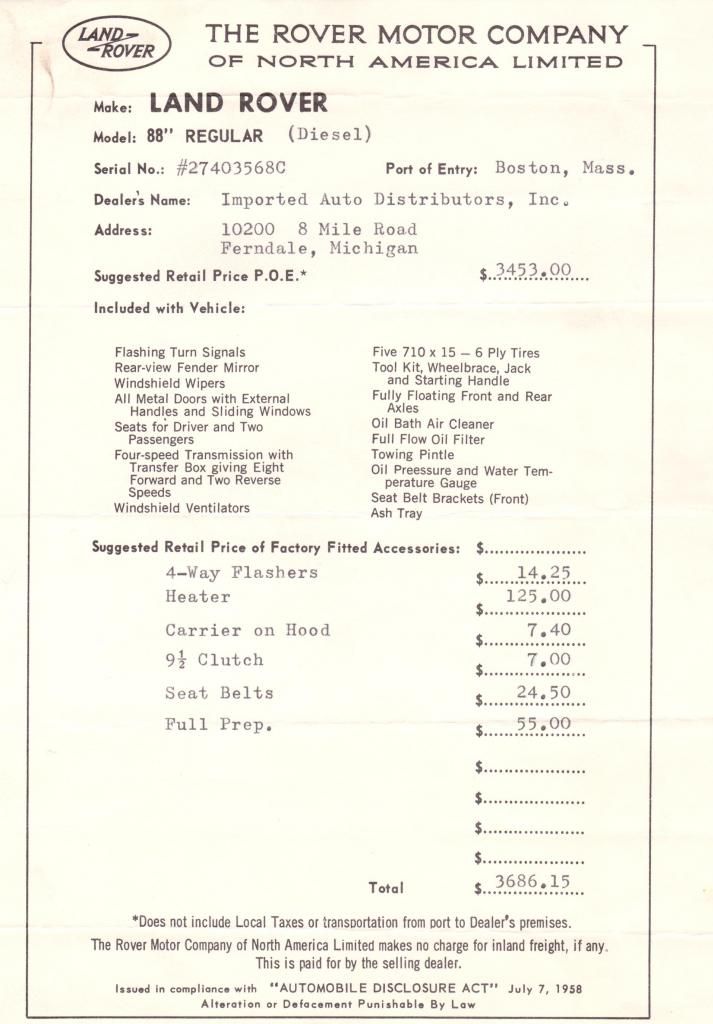 LAND-
-ROVER
THE ROVER MOTOR COMPANY
OF NORTH AMERICA LIMITED
Make: LAND ROVER
Model: 88" REGULAR (Diesel)
Serial No.: #27403568C Port of Entry: Boston, Mass.
Dealer's Name: Imported Auto Distributors, Inc.
Address: 10200 8 Mile Road
Ferndale, Michigan
Suggested Retail Price P.O.E.* $ 3453.00
Included with Vehicle:
Flashing Turn Signals
Rear-view Fender Mirror
Windshield Wipers
All Metal Doors with External
Handles and Sliding Windows
Seats for Driver and Two
Passengers
Four-speed Transmission with
Transfer Box giving Eight
Forward and Two Reverse
Speeds
Windshield Ventilators
Five 710 x 15 — 6 Ply Tires
Tool Kit, Wheelbrace, Jack
and Starting Handle
Fully Floating Front and Rear
Axles
Oil Bath Air Cleaner
Full Flow Oil Filter
Towing Pintle
Oil Preessure and Water Tem-
perature Gauge
Seat Belt Brackets (Front)
Ash Tray
Suggested Retail Price of Factory Fitted Accessories: $....................
4-Way Flashers $ 14.25
Heater $ 125.00
Carrier on Hood $ 7.40
9½ Clutch $ 7.00
Seat Belts $ 24.50
Full Prep. $ 55.00
$....................
$....................
$....................
$....................
Total $ 3686.15
*Does not include Local Taxes or transportation from port to Dealer's premises.
The Rover Motor Company of North America Limited makes no charge for inland freight, if any.
This is paid for by the selling dealer.
Issued in compliance with "AUTOMOBILE DISCLOSURE ACT" July 7, 1958
Alteration or Defacement Punishable By Law